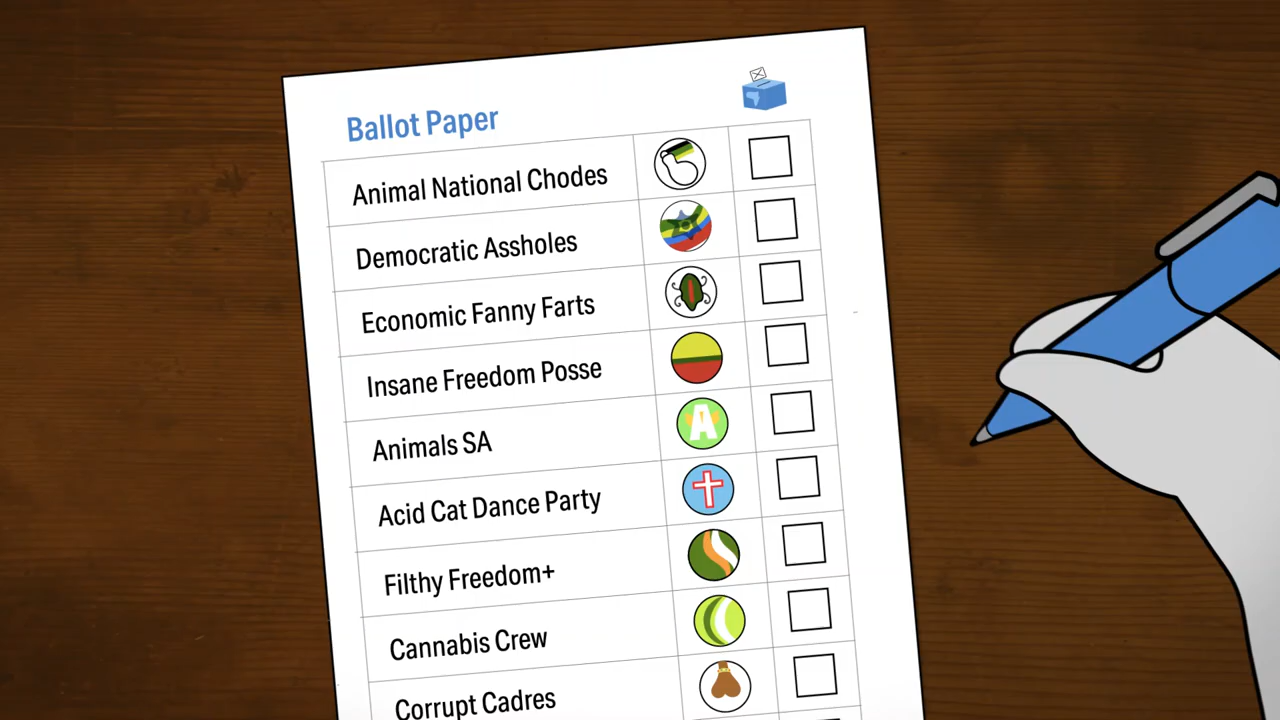 Ballot Paper
Animal National Chodes
Democratic Assholes
Economic Fanny Farts
Insane Freedom Posse
Animals SA
A
Acid Cat Dance Party
Filthy Freedom+
Cannabis Crew
Corrupt Cadres